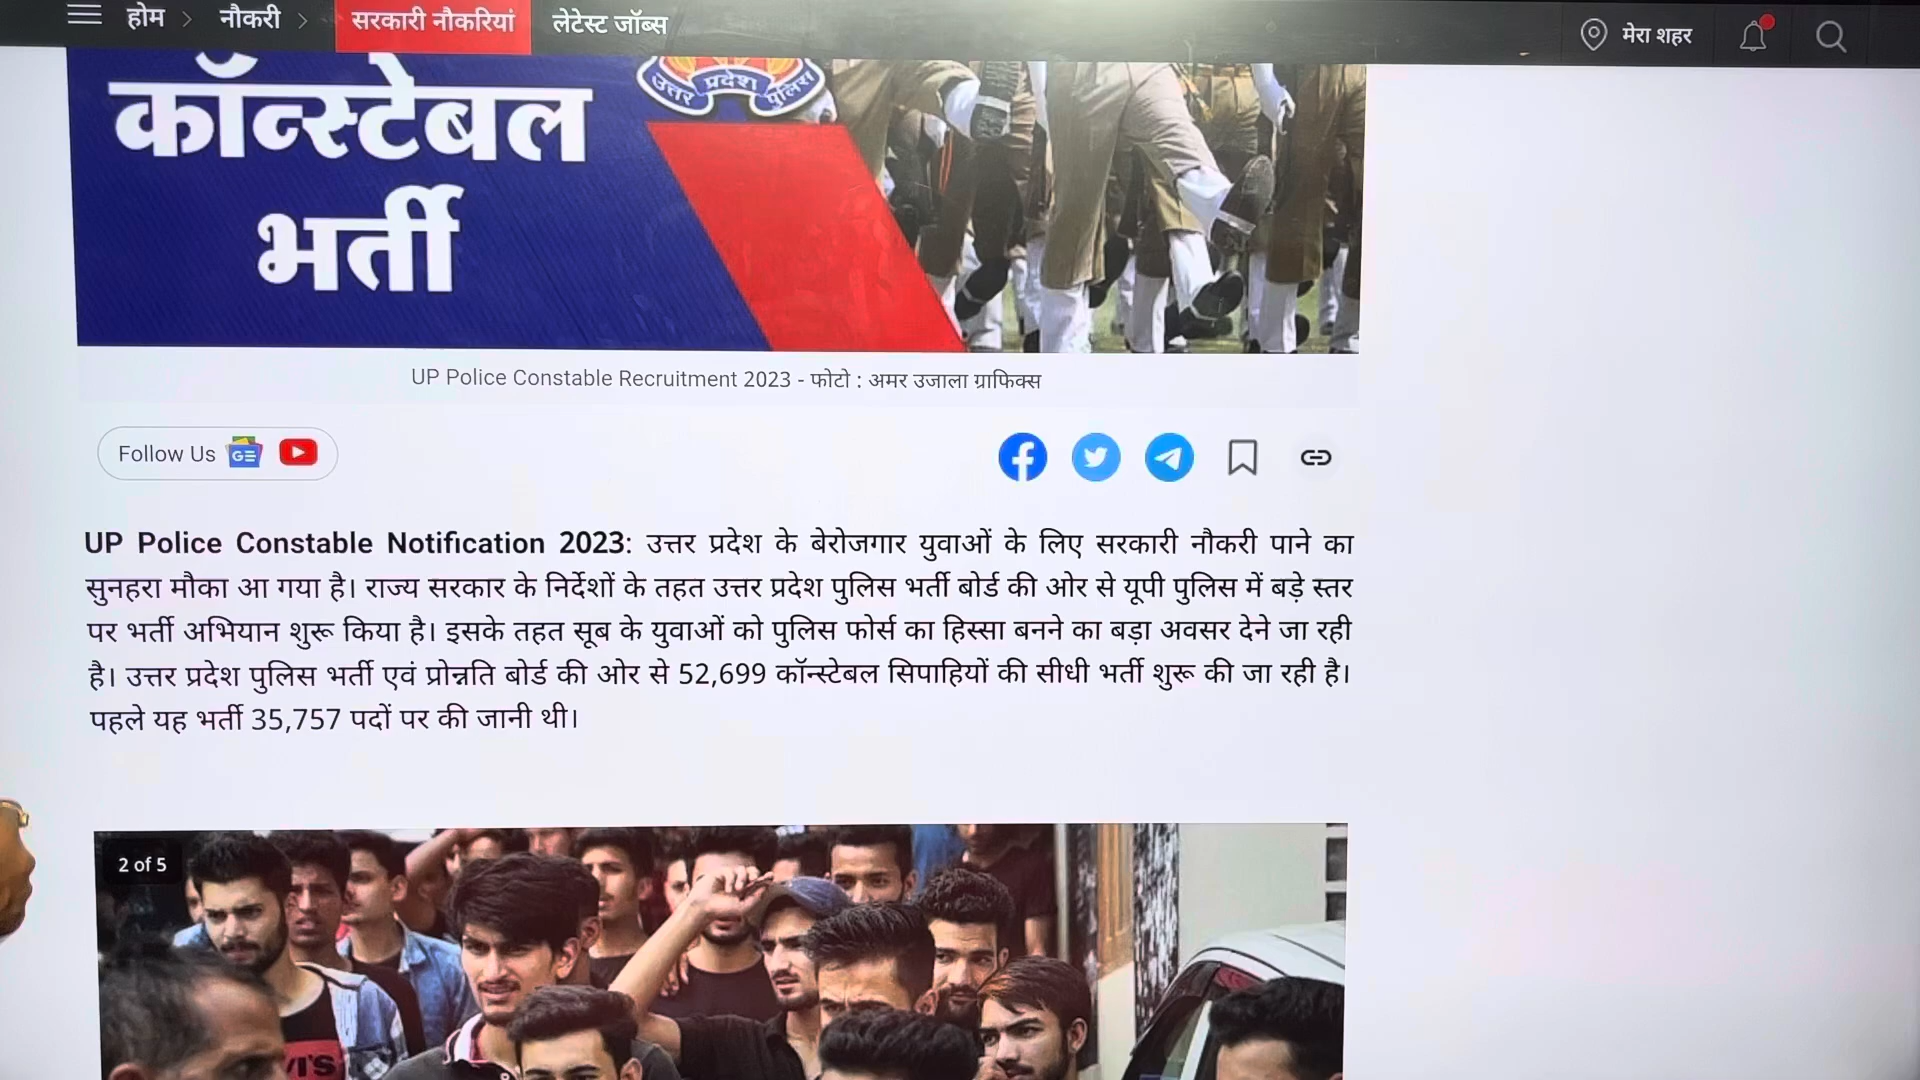 होम > नौकरी > सरकारी नौकरियां लेटेस्ट जॉब्स मेरा शहर
कॉन्स्टेबल
भर्ती
उत्तर प्रदेश पुलिस
UP Police Constable Recruitment 2023 - फोटो : अमर उजाला ग्राफिक्स
Follow Us GE
UP Police Constable Notification 2023: उत्तर प्रदेश के बेरोजगार युवाओं के लिए सरकारी नौकरी पाने का
सुनहरा मौका आ गया है। राज्य सरकार के निर्देशों के तहत उत्तर प्रदेश पुलिस भर्ती बोर्ड की ओर से यूपी पुलिस में बड़े स्तर
पर भर्ती अभियान शुरू किया है। इसके तहत सूब के युवाओं को पुलिस फोर्स का हिस्सा बनने का बड़ा अवसर देने जा रही
है। उत्तर प्रदेश पुलिस भर्ती एवं प्रोन्नति बोर्ड की ओर से 52,699 कॉन्स्टेबल सिपाहियों की सीधी भर्ती शुरू की जा रही है।
पहले यह भर्ती 35,757 पदों पर की जानी थी।
2 of 5
VI'S